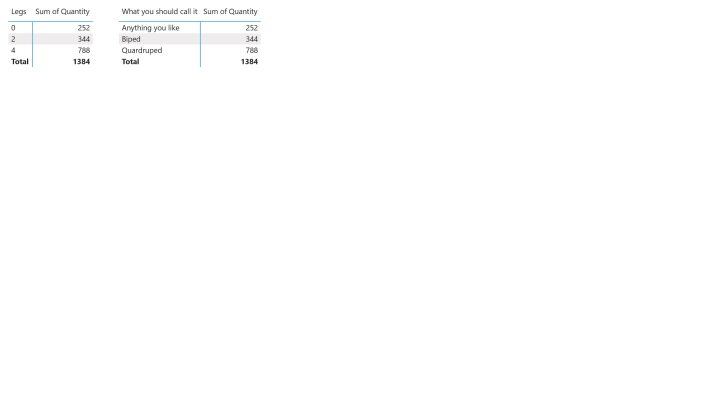 Legs Sum of Quantity
0 252
2 344
4 788
Total 1384
What you should call it Sum of Quantity
Anything you like 252
Biped 344
Quardruped 788
Total 1384